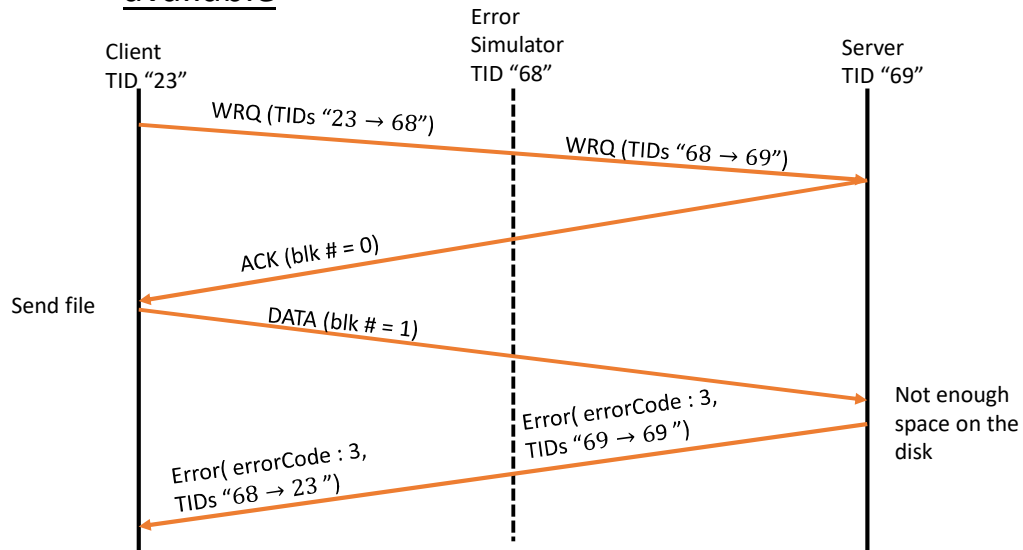 Error
Simulator
TID “68”
Client
TID “23”
Server
TID “69”
WRQ (TIDs “23 → 68”)
WRQ (TIDs “68 → 69”)
ACK (blk # = 0)
Send file
DATA (blk # = 1)
Not enough
space on the
disk
Error( errorCode : 3,
TIDs “69 → 69 ”)
Error( errorCode : 3,
TIDs “68 → 23 ”)